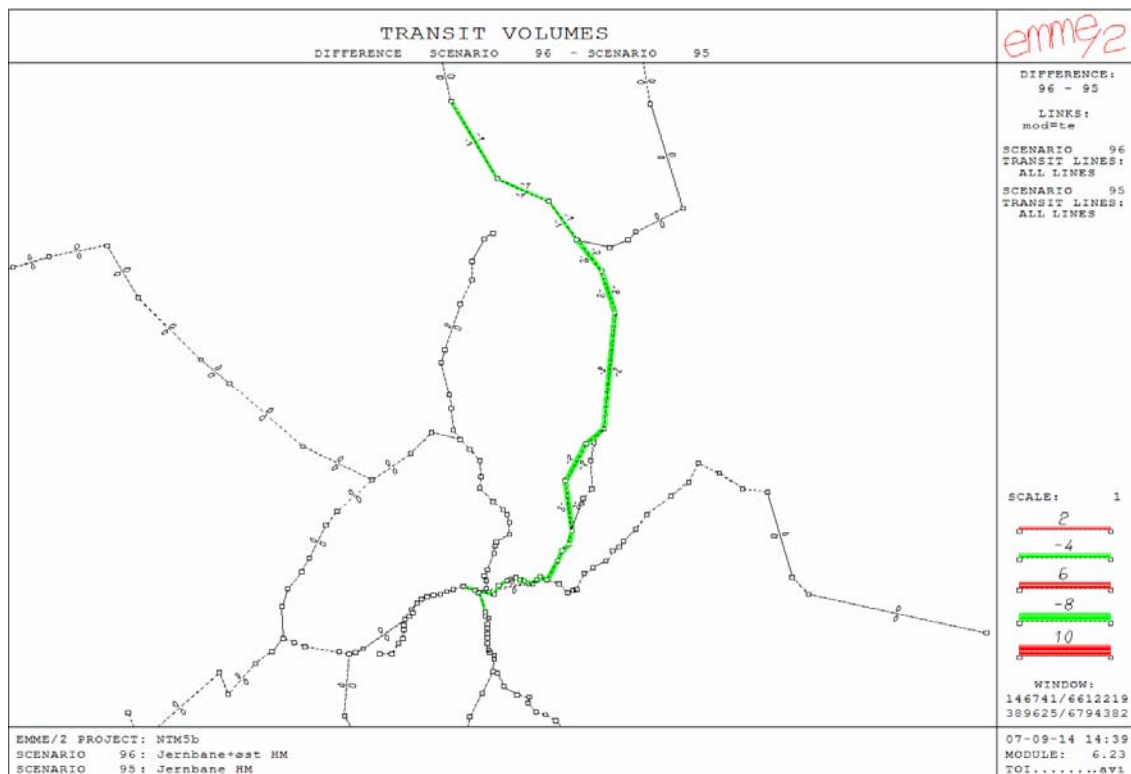 TRANSIT VOLUMES
DIFFERENCE SCENARIO 96 - SCENARIO 95
emme/2
DIFFERENCE:
96 - 95
LINKS:
mod=te
SCENARIO 96
TRANSIT LINES:
ALL LINES
SCENARIO 95
TRANSIT LINES:
ALL LINES
SCALE: 1
2
-4
6
-8
10
WINDOW:
146741/6612219
389625/6794382
EMME/2 PROJECT: NTM5b
SCENARIO 96: Jernbane+øst HM
SCENARIO 95: Jernbane HM
07-09-14 14:39
MODULE: 6.23
TOI.......avi